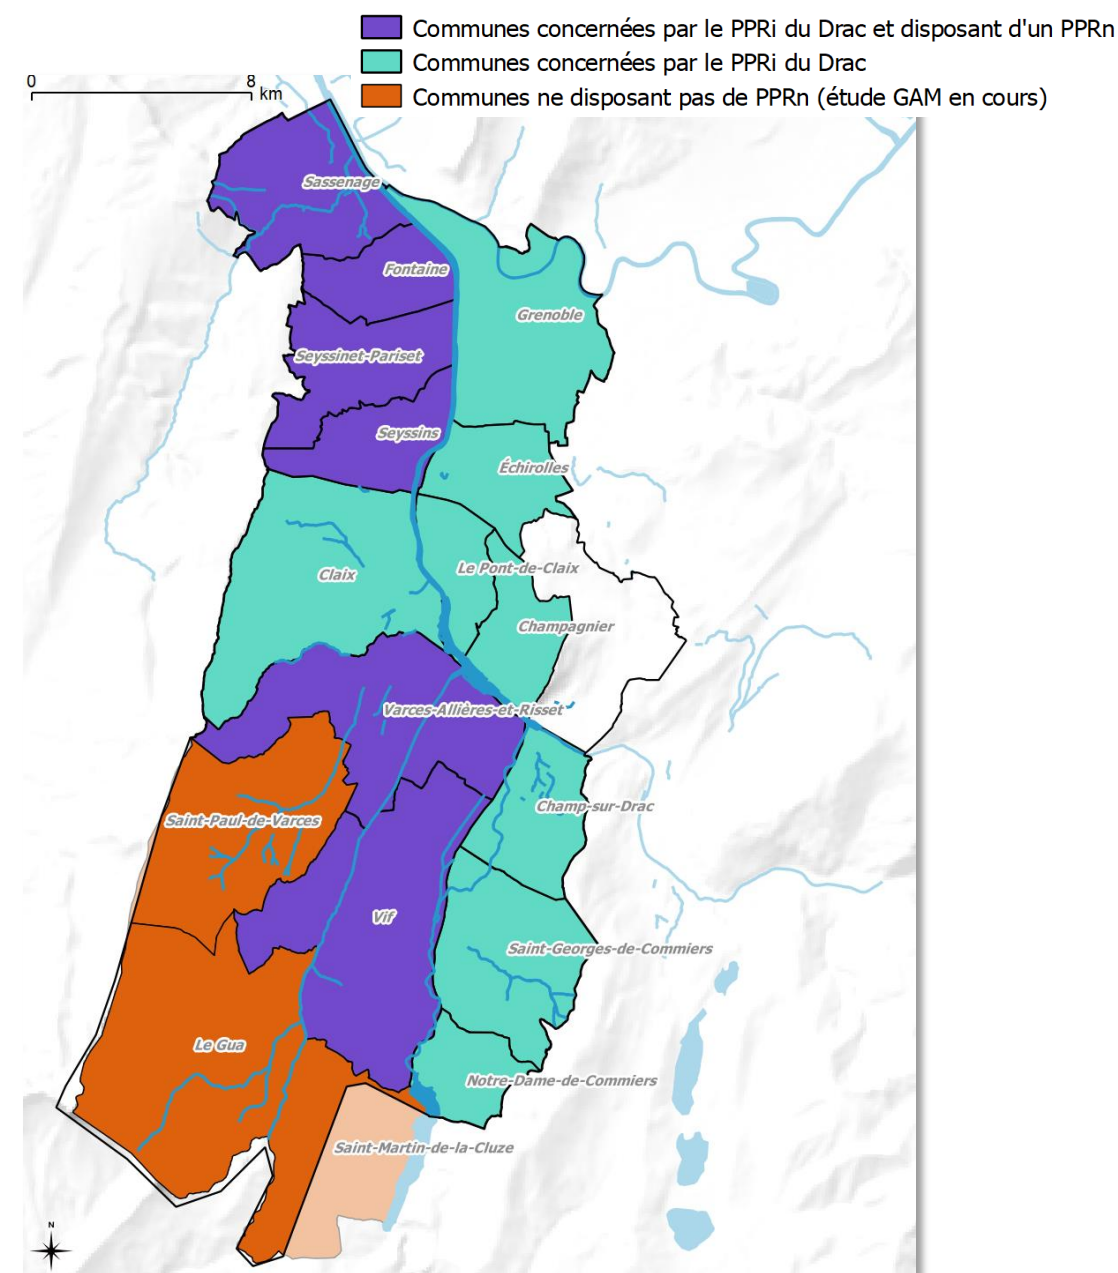 Communes concernées par le PPRi du Drac et disposant d'un PPRn
Communes concernées par le PPRi du Drac
Communes ne disposant pas de PPRn (étude GAM en cours)
0 8
km
Sassenage
Fontaine
Grenoble
Seyssinet-Pariset
Seyssins
Échirolles
Le Pont-de-Claix
Claix
Champagnier
Varces-Allières-et-Risset
Champ-sur-Drac
Saint-Paul-de-Varces
Vif
Saint-Georges-de-Commiers
Le Gua
Notre-Dame-de-Commiers
Saint-Martin-de-la-Cluze
N